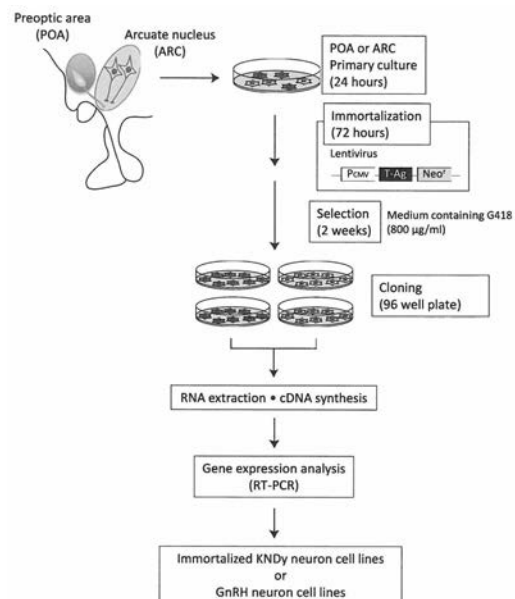 Preoptic area
(POA)
Arcuate nucleus
(ARC)
POA or ARC
Primary culture
(24 hours)
Immortalization
(72 hours)
Lentivirus
PCMV
T-Ag
Neoʳ
Selection
(2 weeks)
Medium containing G418
(800 μg/ml)
Cloning
(96 well plate)
RNA extraction • cDNA synthesis
Gene expression analysis
(RT-PCR)
Immortalized KNDy neuron cell lines
or
GnRH neuron cell lines